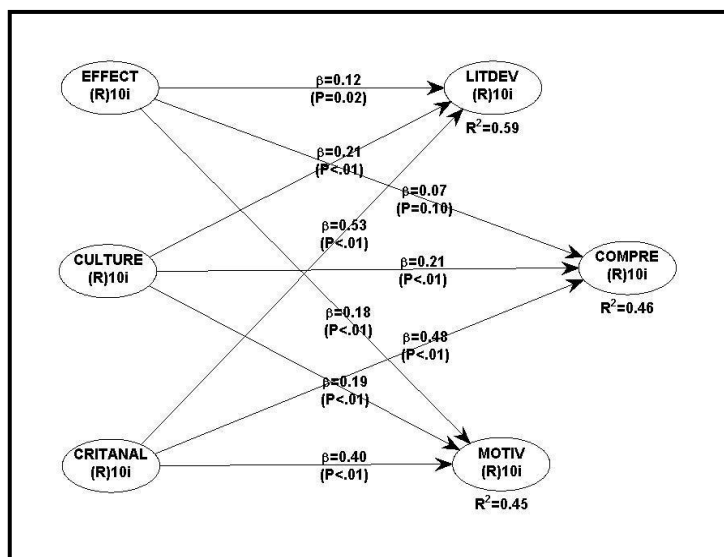 EFFECT
(R)10i
β=0.12
(P=0.02)
LITDEV
(R)10i
R²=0.59
β=0.21
(P<.01)
β=0.07
(P=0.10)
β=0.53
(P<.01)
CULTURE
(R)10i
β=0.21
(P<.01)
COMPRE
(R)10i
R²=0.46
β=0.18
(P<.01)
β=0.48
(P<.01)
β=0.19
(P<.01)
CRITANAL
(R)10i
β=0.40
(P<.01)
MOTIV
(R)10i
R²=0.45